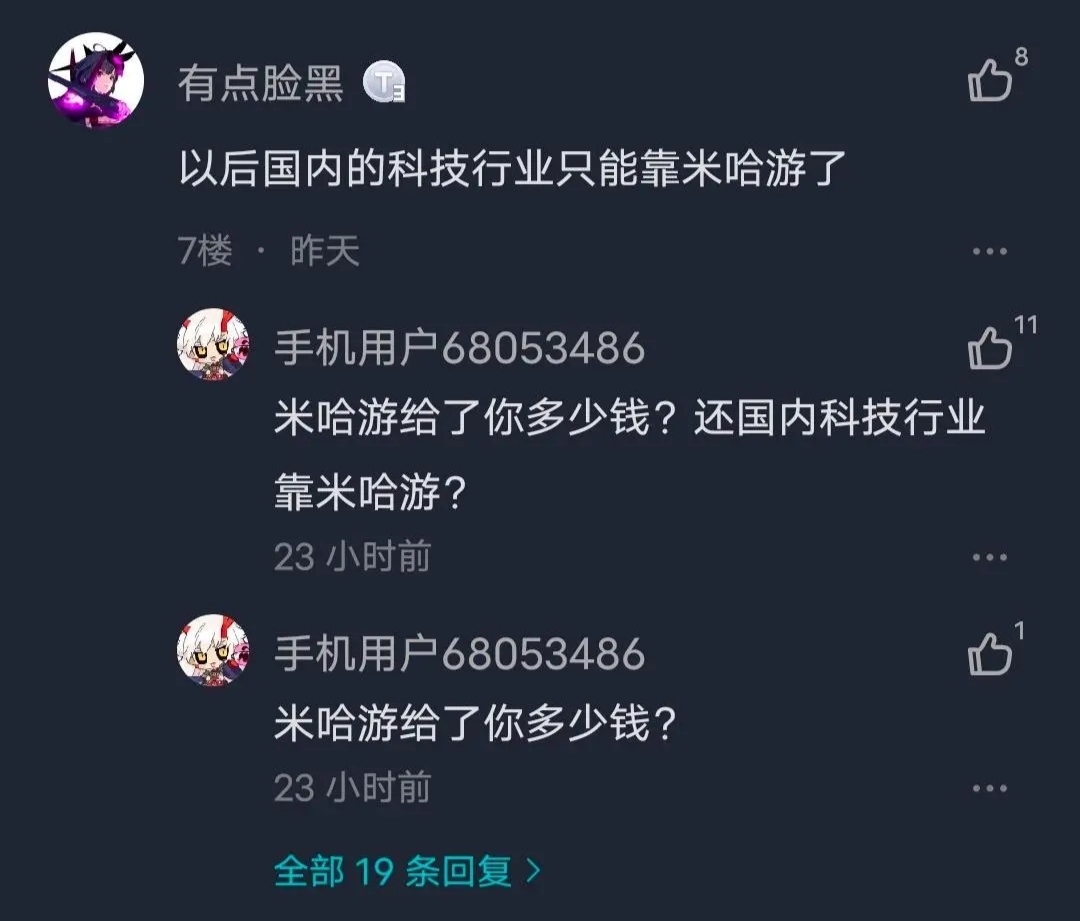 有点脸黑 T3
8
以后国内的科技行业只能靠米哈游了
7楼 · 昨天
手机用户68053486
11
米哈游给了你多少钱？还国内科技行业
靠米哈游？
23 小时前
手机用户68053486
1
米哈游给了你多少钱？
23 小时前
全部 19 条回复 >